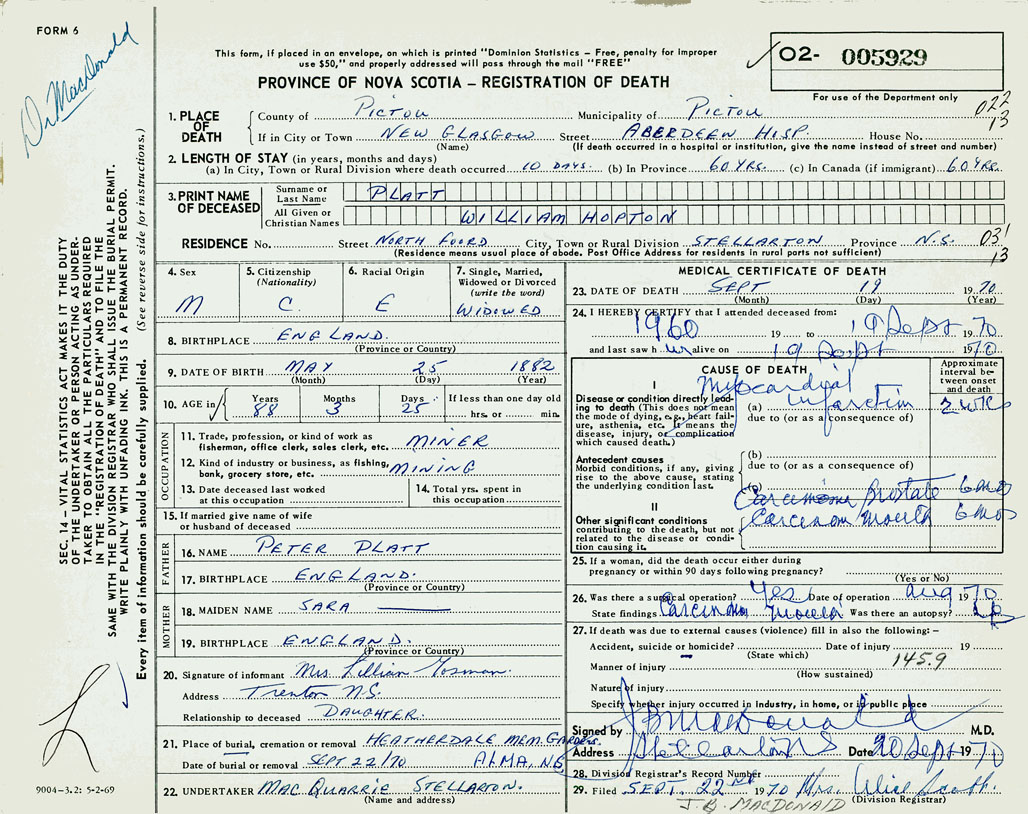 FORM 6
Dr MacDonald
This form, if placed in an envelope, on which is printed "Dominion Statistics – Free, penalty for improper
use $50," and properly addressed will pass through the mail "FREE"
PROVINCE OF NOVA SCOTIA – REGISTRATION OF DEATH
O2- 005929
For use of the Department only
022
13
1. PLACE OF DEATH
County of PICTOU Municipality of PICTOU
If in City or Town NEW GLASGOW Street ABERDEEN HISP. House No.
(Name) (If death occurred in a hospital or institution, give the name instead of street and number)
2. LENGTH OF STAY (in years, months and days)
(a) In City, Town or Rural Division where death occurred 10 DAYS. (b) In Province 60 YRS. (c) In Canada (if immigrant) 60 YRS.
3. PRINT NAME OF DECEASED
Surname or Last Name PLATT
All Given or Christian Names WILLIAM HOPTON
RESIDENCE No. Street NORTH FOORD City, Town or Rural Division STELLARTON Province N.S. 031
(Residence means usual place of abode. Post Office Address for residents in rural parts not sufficient) 13
4. Sex M
5. Citizenship (Nationality) C
6. Racial Origin E
7. Single, Married, Widowed or Divorced (write the word) WIDOWED
8. BIRTHPLACE ENGLAND.
(Province or Country)
9. DATE OF BIRTH MAY 25 1882
(Month) (Day) (Year)
10. AGE in Years 88 Months 3 Days 25 If less than one day old
hrs. or min.
OCCUPATION
11. Trade, profession, or kind of work as
fisherman, office clerk, sales clerk, etc. MINER
12. Kind of industry or business, as fishing,
bank, grocery store, etc. MINING
13. Date deceased last worked
at this occupation
14. Total yrs. spent in
this occupation
15. If married give name of wife
or husband of deceased
FATHER
16. NAME PETER PLATT
17. BIRTHPLACE ENGLAND.
(Province or Country)
MOTHER
18. MAIDEN NAME SARA
19. BIRTHPLACE ENGLAND.
(Province or Country)
20. Signature of informant Mrs. Lillian
Address Trenton N.S.
Relationship to deceased DAUGHTER.
21. Place of burial, cremation or removal HEATHERDALE MEM. GARDENS.
Date of burial or removal SEPT 22/70 ALMA, NS
22. UNDERTAKER MAC QUARRIE STELLARTON.
(Name and address)
MEDICAL CERTIFICATE OF DEATH
23. DATE OF DEATH SEPT 19 1970
(Month) (Day) (Year)
24. I HEREBY CERTIFY that I attended deceased from:
1960 19 to 19 Sept 1970
and last saw h im alive on 19 Sept 1970
CAUSE OF DEATH
Approximate interval between onset and death
I
Disease or condition directly leading to death (This does not mean
the mode of dying, e.g., heart failure, asthenia, etc. It means the
disease, injury, or complication
which caused death.)
(a) Myocardial infarction 2 wks
due to (or as a consequence of)
Antecedent causes
Morbid conditions, if any, giving
rise to the above cause, stating
the underlying condition last.
(b)
due to (or as a consequence of)
(c)
Carcinoma Prostate 6 mos
II
Other significant conditions
contributing to the death, but not
related to the disease or condition causing it.
Carcinom mouth 6 mos
25. If a woman, did the death occur either during
pregnancy or within 90 days following pregnancy?
(Yes or No)
26. Was there a surgical operation? Yes Date of operation Aug 1970
State findings Carcinoma mouth Was there an autopsy?
27. If death was due to external causes (violence) fill in also the following: –
Accident, suicide or homicide? Date of injury 19
(State which) 145.9
Manner of injury
(How sustained)
Nature of injury
Specify whether injury occurred in industry, in home, or in public place
Signed by JB MacDonald M.D.
Address Stellarton NS Date 20 Sept 1970
28. Division Registrar's Record Number
29. Filed SEPT. 22nd 1970 Mrs. Alice
(Division Registrar)
J. B. MACDONALD
SEC. 14 – VITAL STATISTICS ACT MAKES IT THE DUTY
OF THE UNDERTAKER OR PERSON ACTING AS UNDERTAKER TO OBTAIN ALL THE PARTICULARS REQUIRED
IN THE "REGISTRATION OF DEATH" AND TO FILE THE
SAME WITH THE DIVISION REGISTRAR WHO SHALL ISSUE THE BURIAL PERMIT.
WRITE PLAINLY WITH UNFADING INK. THIS IS A PERMANENT RECORD.
Every item of information should be carefully supplied. (See reverse side for instructions.)
9004–3.2: 5-2-69